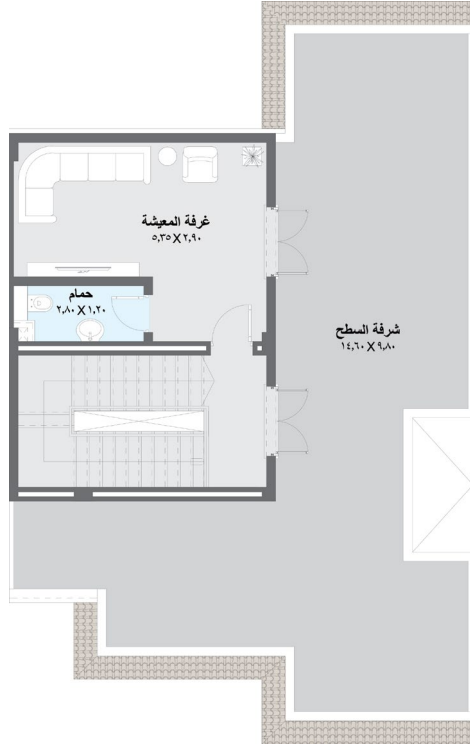 غرفة المعيشة
٥,٣٥ X ٢,٩٠
حمام
٢,٨٠ X ١,٢٠
شرفة السطح
١٤,٦٠ X ٩,٨٠